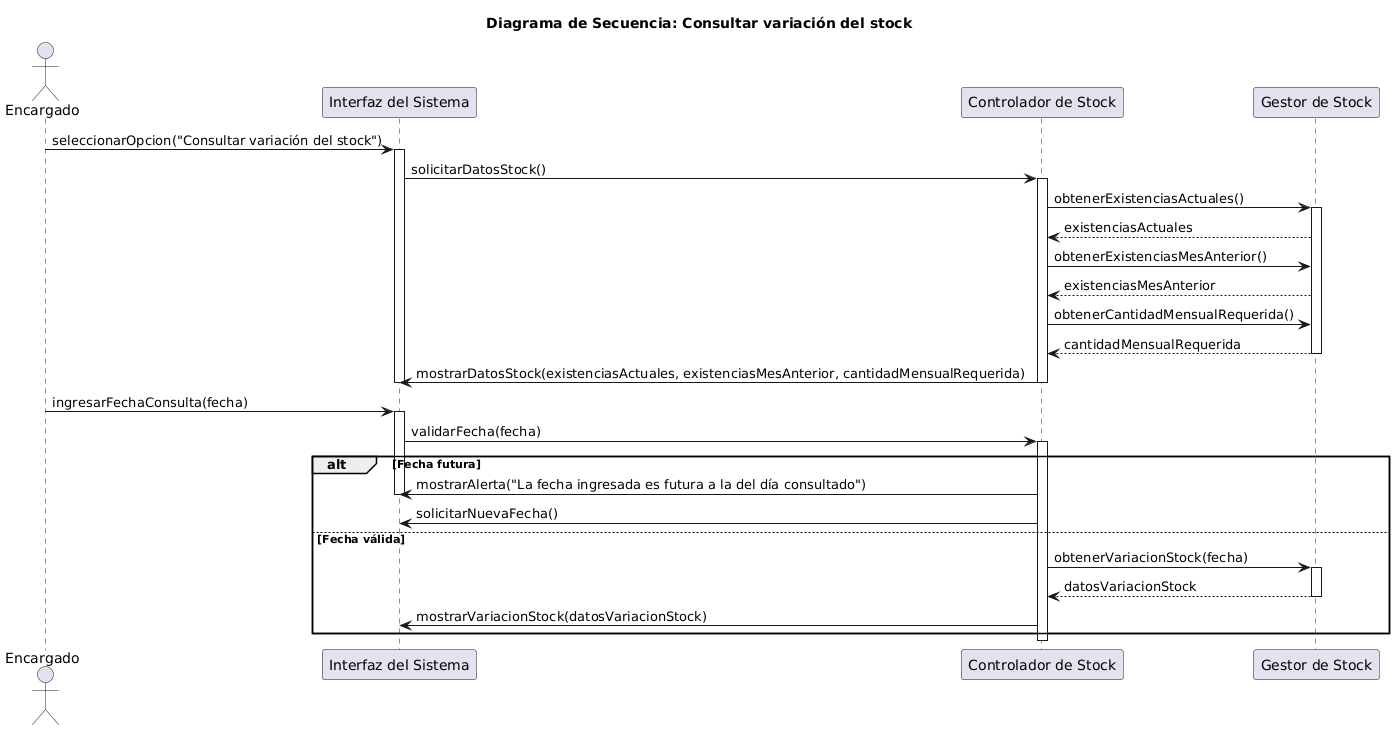 Diagrama de Secuencia: Consultar variación del stock
Encargado
Interfaz del Sistema
Controlador de Stock
Gestor de Stock
seleccionarOpcion("Consultar variación del stock")
solicitarDatosStock()
obtenerExistenciasActuales()
existenciasActuales
obtenerExistenciasMesAnterior()
existenciasMesAnterior
obtenerCantidadMensualRequerida()
cantidadMensualRequerida
mostrarDatosStock(existenciasActuales, existenciasMesAnterior, cantidadMensualRequerida)
ingresarFechaConsulta(fecha)
validarFecha(fecha)
alt
[Fecha futura]
mostrarAlerta("La fecha ingresada es futura a la del día consultado")
solicitarNuevaFecha()
[Fecha válida]
obtenerVariacionStock(fecha)
datosVariacionStock
mostrarVariacionStock(datosVariacionStock)
Encargado
Interfaz del Sistema
Controlador de Stock
Gestor de Stock